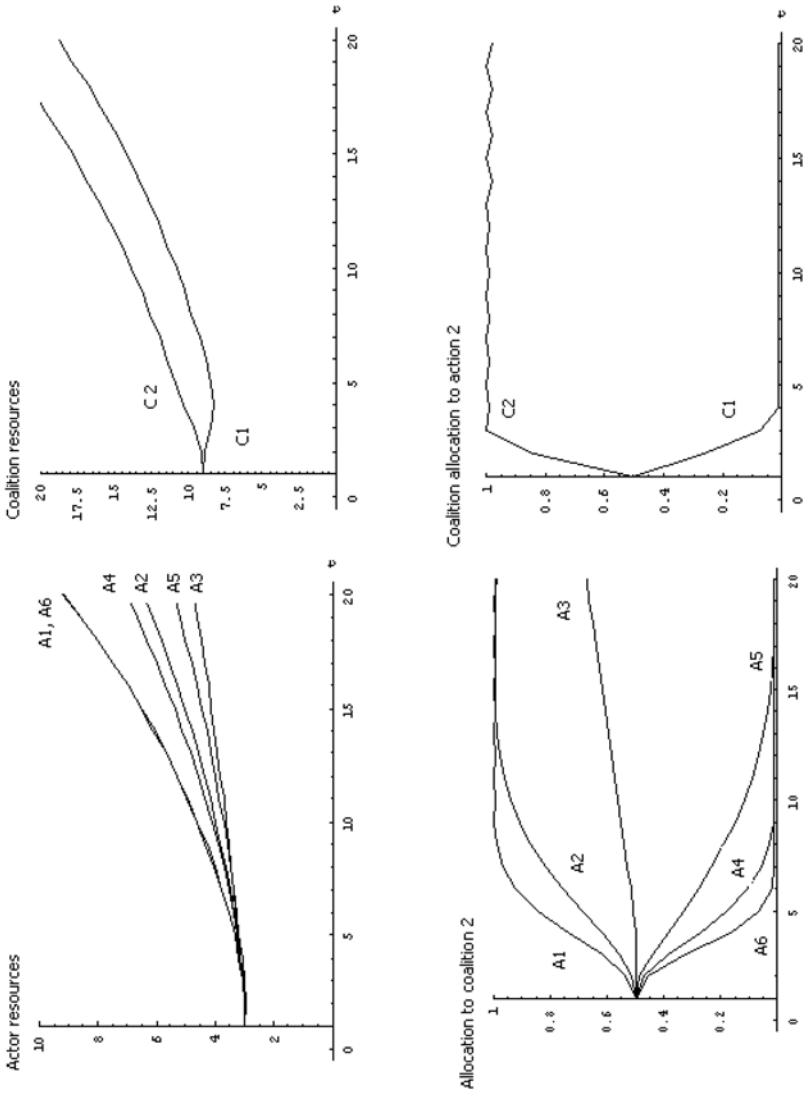 Actor resources
10
8
6
4
2
0
5
10
15
20
t
A1, A6
A4
A2
A5
A3
Coalition resources
20
17.5
15
12.5
10
7.5
5
2.5
0
5
10
15
20
t
C 2
C1
Allocation to coalition 2
1
0.8
0.6
0.4
0.2
0
5
10
15
20
A1
A2
A3
A4
A5
A6
Coalition allocation to action 2
1
0.8
0.6
0.4
0.2
0
5
10
15
20
t
C2
C1